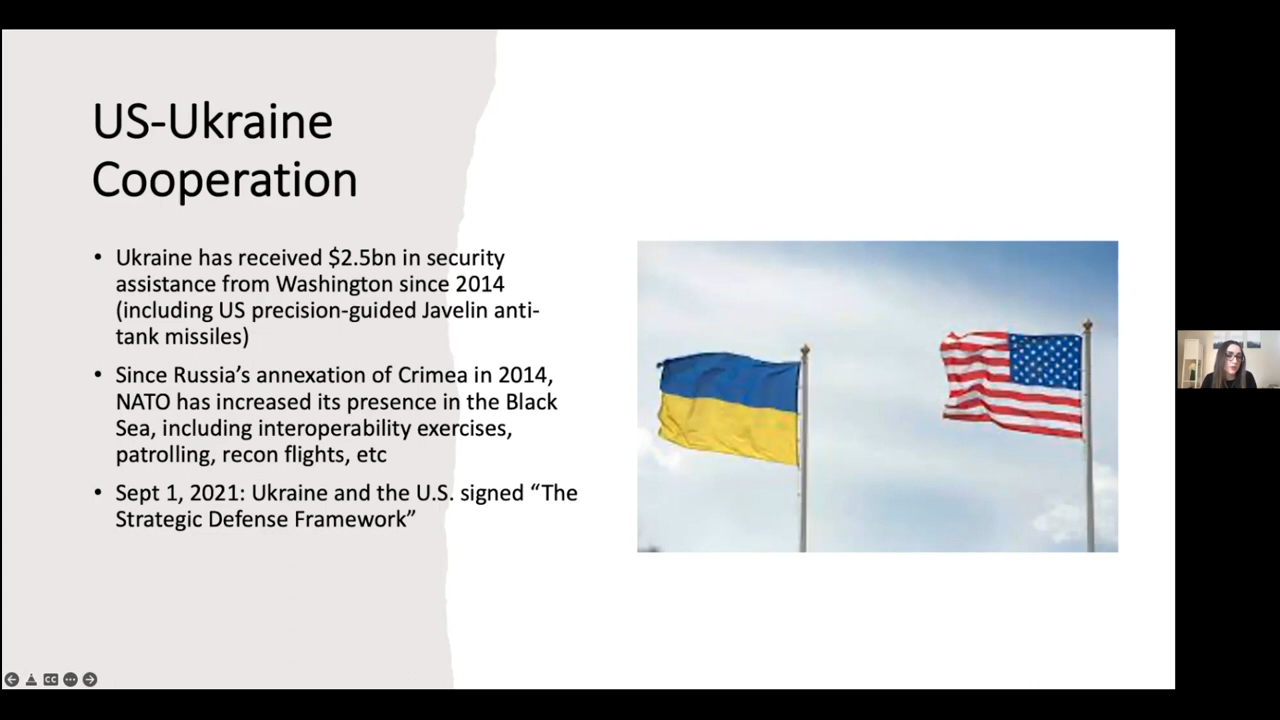 US-Ukraine
Cooperation
• Ukraine has received $2.5bn in security
assistance from Washington since 2014
(including US precision-guided Javelin anti-
tank missiles)
• Since Russia’s annexation of Crimea in 2014,
NATO has increased its presence in the Black
Sea, including interoperability exercises,
patrolling, recon flights, etc
• Sept 1, 2021: Ukraine and the U.S. signed “The
Strategic Defense Framework”
CC